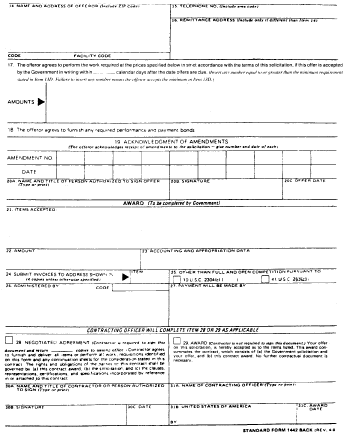 14. NAME AND ADDRESS OF OFFEROR (Include ZIP Code)
15. TELEPHONE NO. (Include area code)
16. REMITTANCE ADDRESS (Include only if different than Item 14)
CODE
FACILITY CODE
17. The offeror agrees to perform the work required at the prices specified below in strict accordance with the terms of this solicitation, if this offer is accepted
by the Government in writing within ____ calendar days after the date offers are due. (Insert any number equal to or greater than the minimum requirement
stated in Item 13D. Failure to insert any number means the offeror accepts the minimum in Item 13D.)
AMOUNTS
18. The offeror agrees to furnish any required performance and payment bonds.
19. ACKNOWLEDGMENT OF AMENDMENTS
(The offeror acknowledges receipt of amendments to the solicitation - give number and date of each)
AMENDMENT NO
DATE
20A. NAME AND TITLE OF PERSON AUTHORIZED TO SIGN OFFER
(Type or print)
20B. SIGNATURE
20C. OFFER DATE
AWARD (To be completed by Government)
21. ITEMS ACCEPTED:
22. AMOUNT
23. ACCOUNTING AND APPROPRIATION DATA
24. SUBMIT INVOICES TO ADDRESS SHOWN IN
(4 copies unless otherwise specified)
ITEM
25. OTHER THAN FULL AND OPEN COMPETITION PURSUANT TO
10 U.S.C. 2304(c) ( )
41 U.S.C. 253(c) ( )
26. ADMINISTERED BY
CODE
27. PAYMENT WILL BE MADE BY
CONTRACTING OFFICER WILL COMPLETE ITEM 28 OR 29 AS APPLICABLE
28. NEGOTIATED AGREEMENT (Contractor is required to sign this
document and return ____ copies to issuing office.) Contractor agrees
to furnish and deliver all items or perform all work, requisitions identified
on this form and any continuation sheets for the consideration stated in this
contract. The rights and obligations of the parties to this contract shall be
governed by (a) this contract award, (b) the solicitation, and (c) the clauses,
representations, certifications, and specifications incorporated by reference
in or attached to this contract.
29. AWARD (Contractor is not required to sign this document.) Your offer
on this solicitation, is hereby accepted as to the items listed. This award con-
summates the contract, which consists of (a) the Government solicitation and
your offer, and (b) this contract award. No further contractual document is
necessary.
30A. NAME AND TITLE OF CONTRACTOR OR PERSON AUTHORIZED
TO SIGN (Type or print)
31A. NAME OF CONTRACTING OFFICER (Type or print)
30B. SIGNATURE
30C. DATE
31B. UNITED STATES OF AMERICA
31C. AWARD
DATE
BY
STANDARD FORM 1442 BACK (REV. 4-8